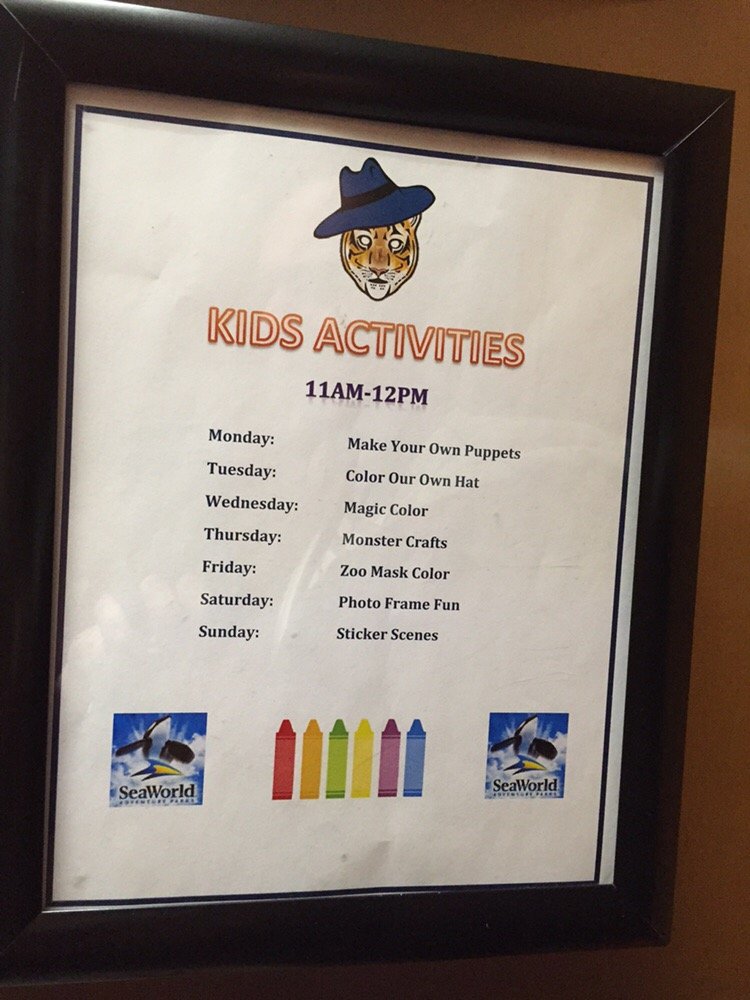 KIDS ACTIVITIES
11AM-12PM
Monday: Make Your Own Puppets
Tuesday: Color Our Own Hat
Wednesday: Magic Color
Thursday: Monster Crafts
Friday: Zoo Mask Color
Saturday: Photo Frame Fun
Sunday: Sticker Scenes
SeaWorld
ADVENTURE PARKS
SeaWorld
ADVENTURE PARKS